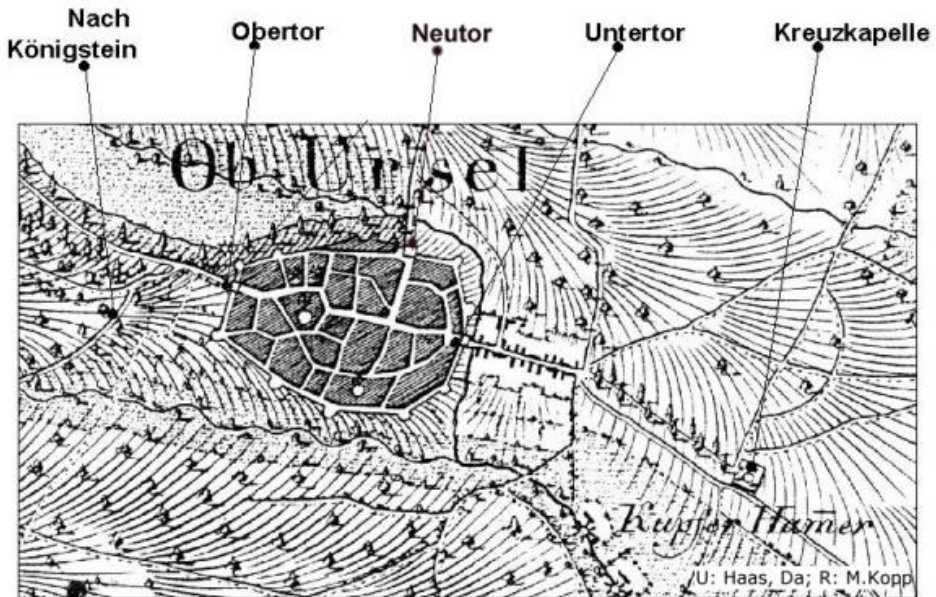 Nach
Königstein
Obertor
Neutor
Untertor
Kreuzkapelle
Ob Ursel
Kupfer Hamer
U: Haas, Da; R: M.Kopp